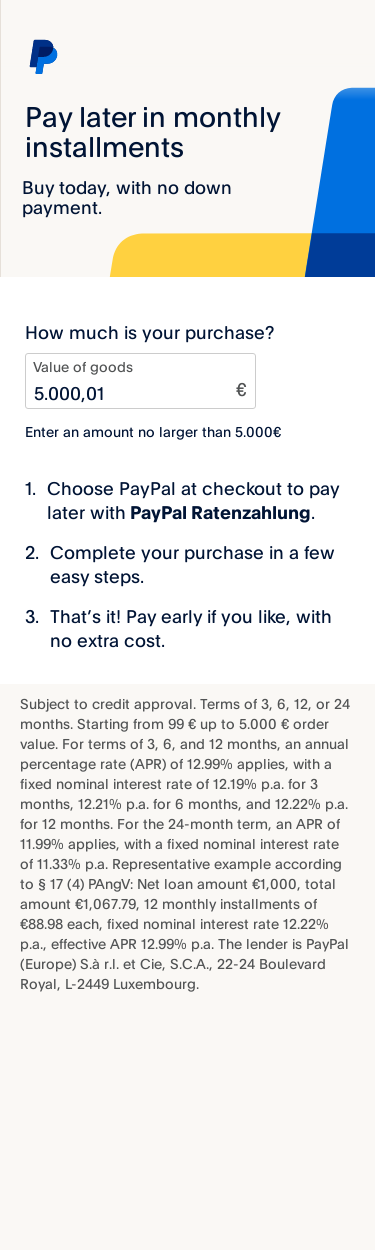 Pay later in monthly
installments
Buy today, with no down
payment.
How much is your purchase?
Value of goods
5.000,01
€
Enter an amount no larger than 5.000€
1. Choose PayPal at checkout to pay
later with PayPal Ratenzahlung.
2. Complete your purchase in a few
easy steps.
3. That’s it! Pay early if you like, with
no extra cost.
Subject to credit approval. Terms of 3, 6, 12, or 24
months. Starting from 99 € up to 5.000 € order
value. For terms of 3, 6, and 12 months, an annual
percentage rate (APR) of 12.99% applies, with a
fixed nominal interest rate of 12.19% p.a. for 3
months, 12.21% p.a. for 6 months, and 12.22% p.a.
for 12 months. For the 24-month term, an APR of
11.99% applies, with a fixed nominal interest rate
of 11.33% p.a. Representative example according
to § 17 (4) PAngV: Net loan amount €1,000, total
amount €1,067.79, 12 monthly installments of
€88.98 each, fixed nominal interest rate 12.22%
p.a., effective APR 12.99% p.a. The lender is PayPal
(Europe) S.à r.l. et Cie, S.C.A., 22-24 Boulevard
Royal, L-2449 Luxembourg.